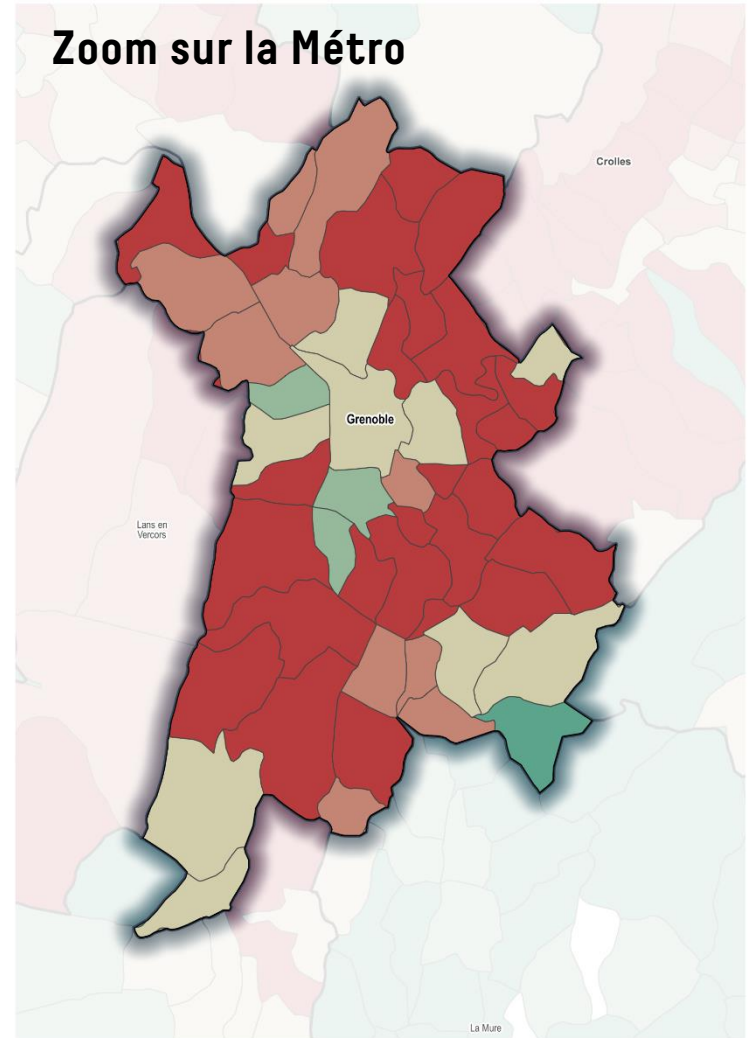 Zoom sur la Métro
Crolles
Grenoble
Lans en
Vercors
La Mure